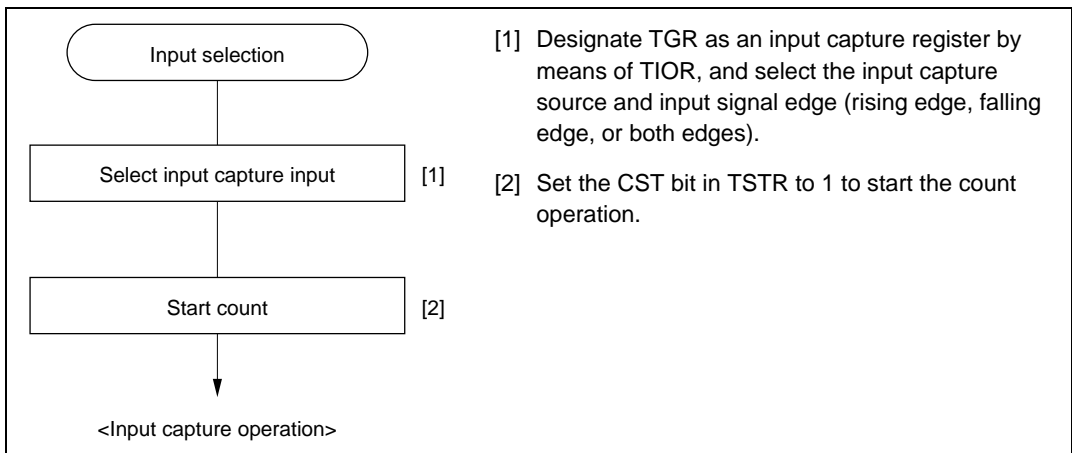 Input selection
Select input capture input
[1]
Start count
[2]
<Input capture operation>
[1] Designate TGR as an input capture register by
means of TIOR, and select the input capture
source and input signal edge (rising edge, falling
edge, or both edges).
[2] Set the CST bit in TSTR to 1 to start the count
operation.